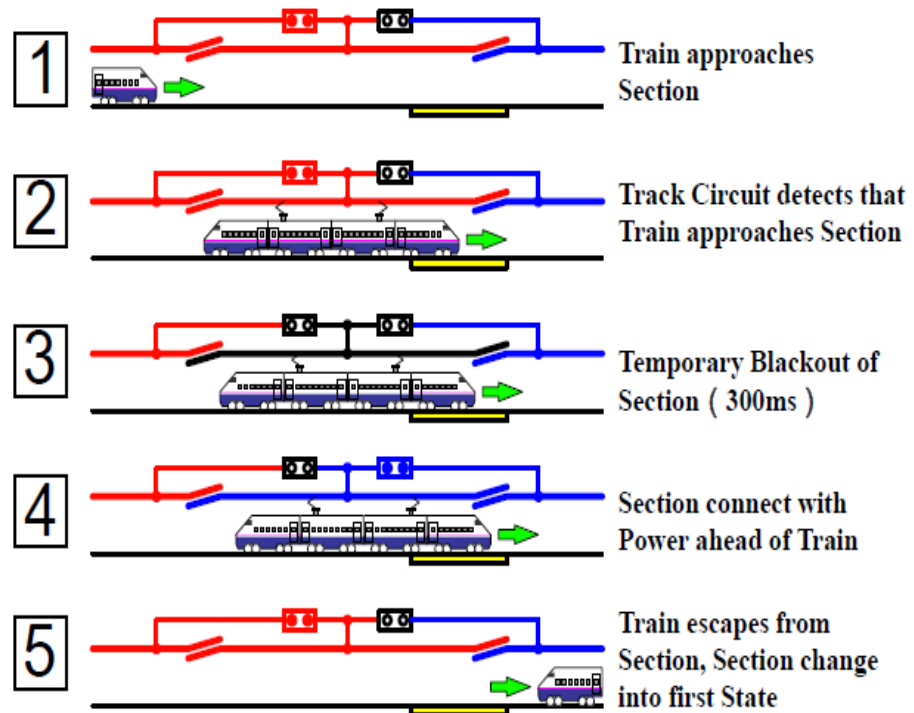 1
Train approaches
Section
2
Track Circuit detects that
Train approaches Section
3
Temporary Blackout of
Section ( 300ms )
4
Section connect with
Power ahead of Train
5
Train escapes from
Section, Section change
into first State